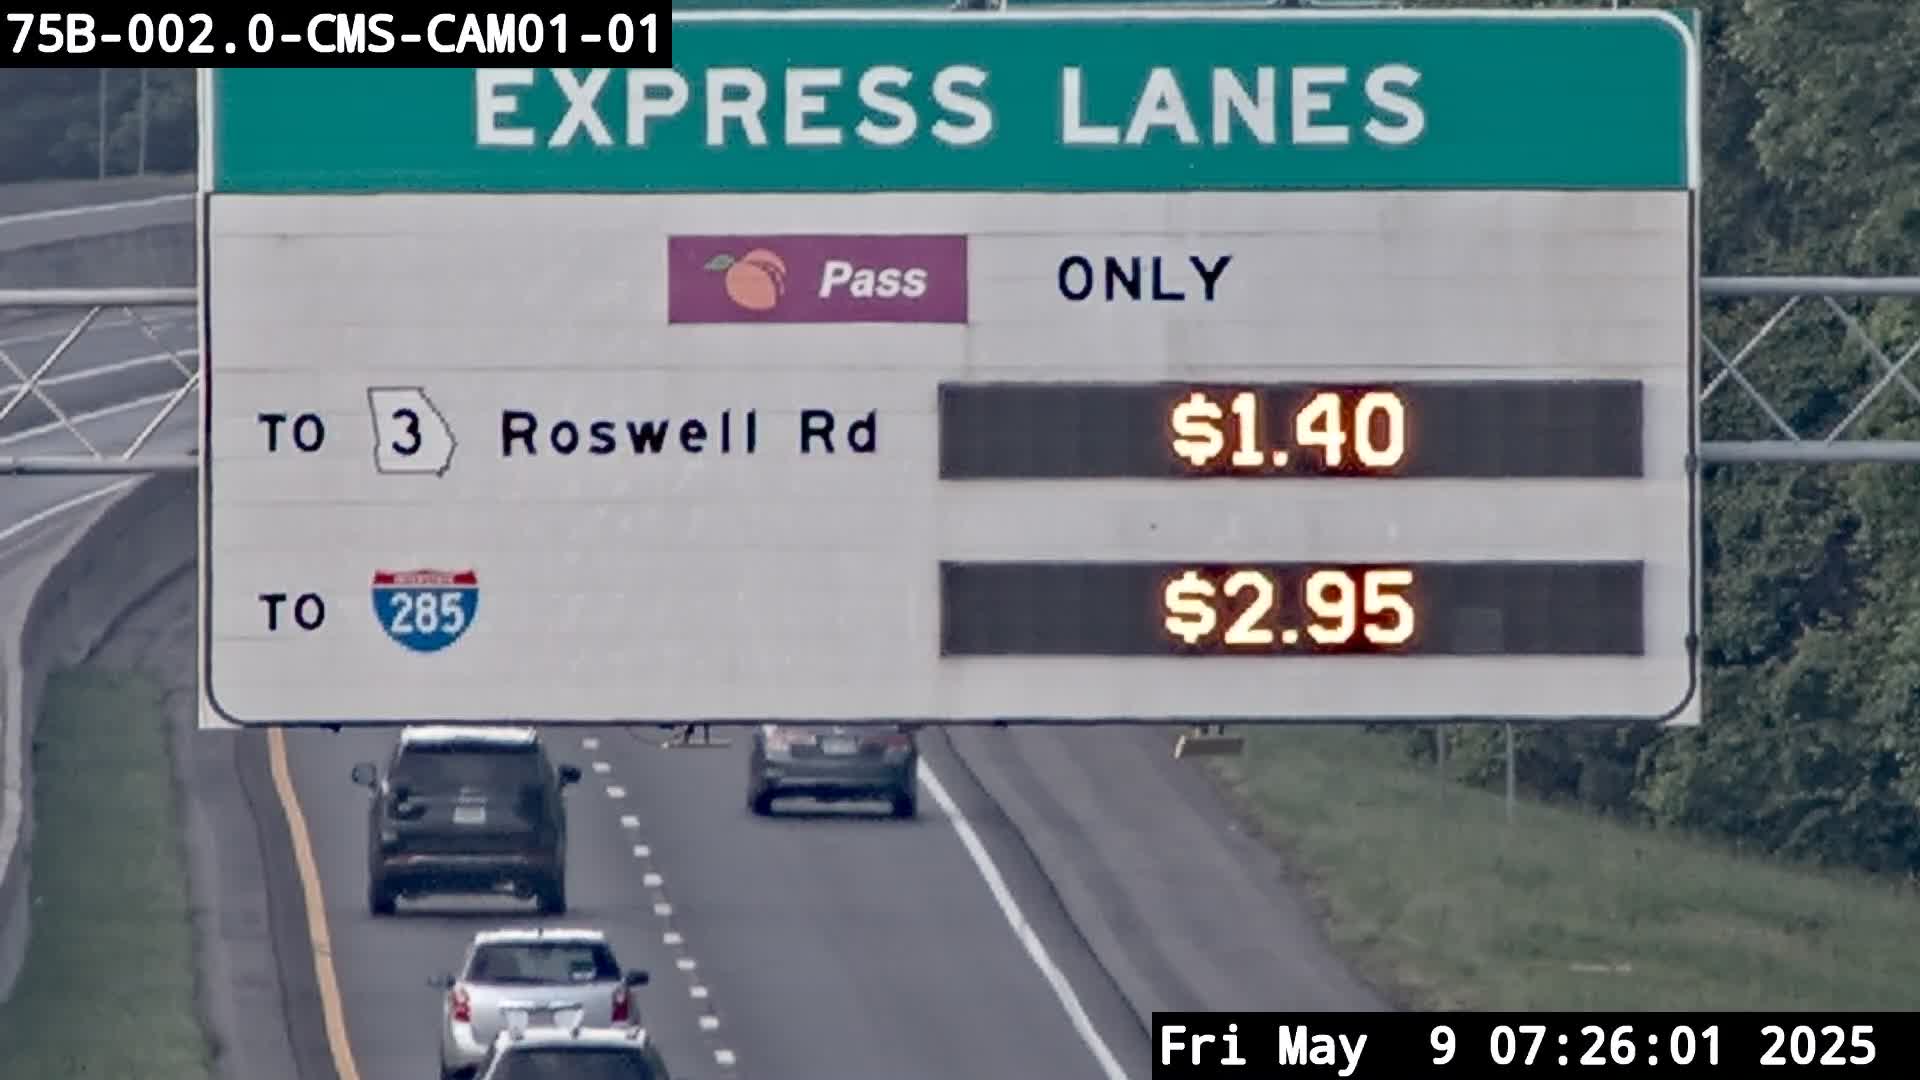 75B-002.0-CMS-CAM01-01
EXPRESS LANES
Pass ONLY
TO 3 Roswell Rd $1.40
TO 285 $2.95
Fri May 9 07:26:01 2025